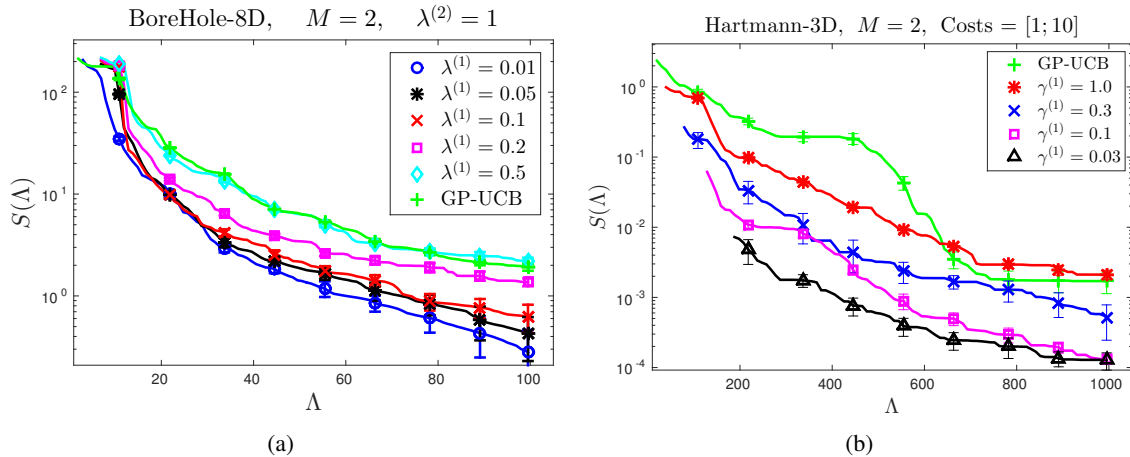 BoreHole-8D, M = 2, λ^(2) = 1
S(Λ)
10^2
10^1
10^0
20 40 60 80 100
Λ
λ^(1) = 0.01
λ^(1) = 0.05
λ^(1) = 0.1
λ^(1) = 0.2
λ^(1) = 0.5
GP-UCB
(a)
Hartmann-3D, M = 2, Costs = [1; 10]
S(Λ)
10^0
10^-1
10^-2
10^-3
10^-4
200 400 600 800 1000
Λ
GP-UCB
γ^(1) = 1.0
γ^(1) = 0.3
γ^(1) = 0.1
γ^(1) = 0.03
(b)